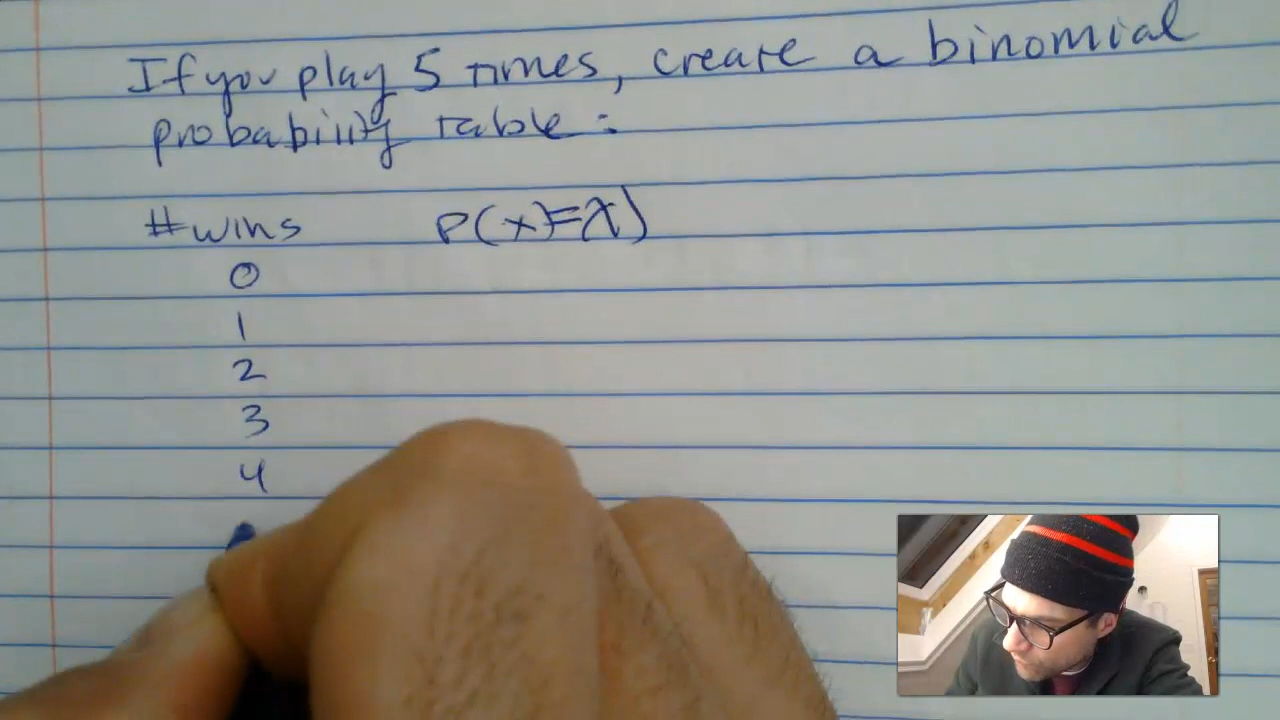 If you play 5 times, create a binomial
probability table:
#wins P(x)=x)
0
1
2
3
4